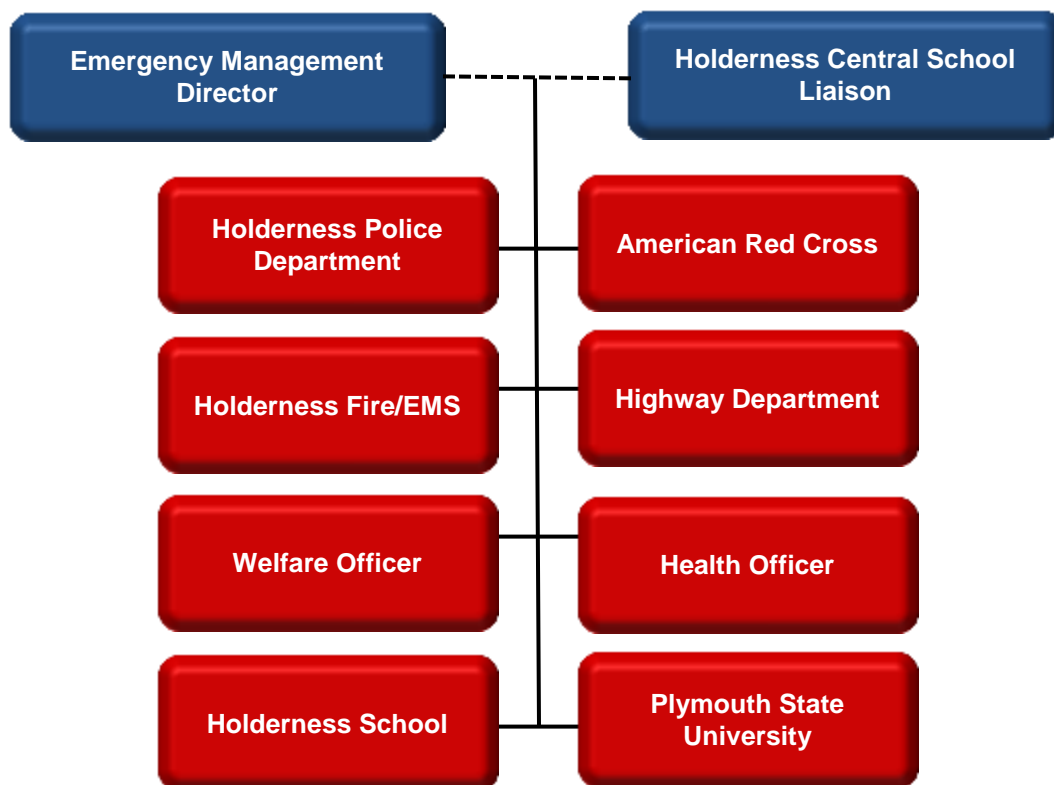 Emergency Management
Director
Holderness Central School
Liaison
Holderness Police
Department
American Red Cross
Holderness Fire/EMS
Highway Department
Welfare Officer
Health Officer
Holderness School
Plymouth State
University